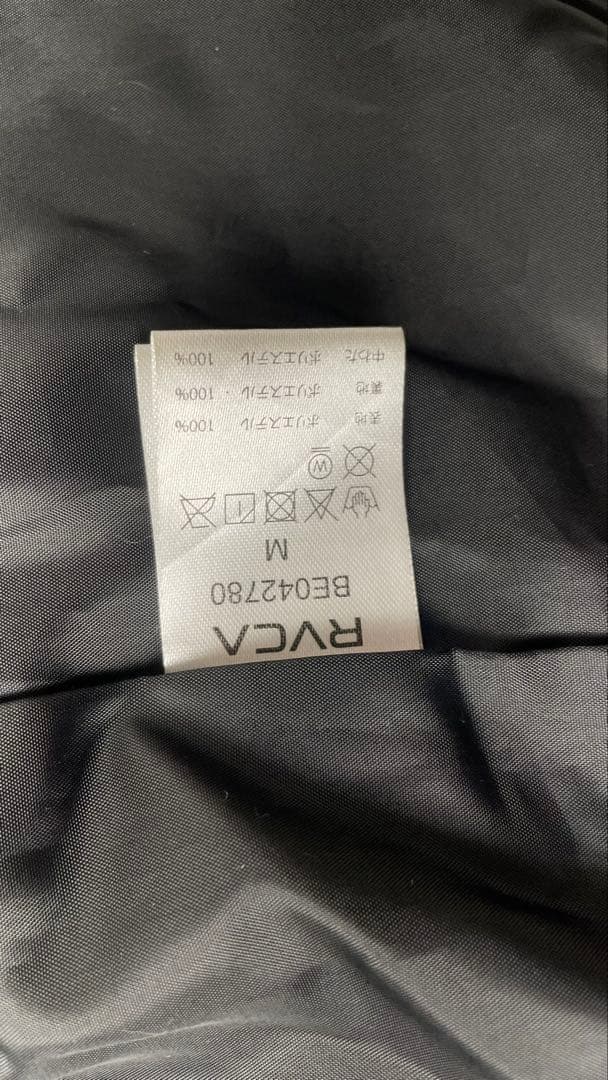 RVCA
BE042780
M
W
表地 ポリエステル 100%
裏地 ポリエステル 100%
中わた ポリエステル 100%